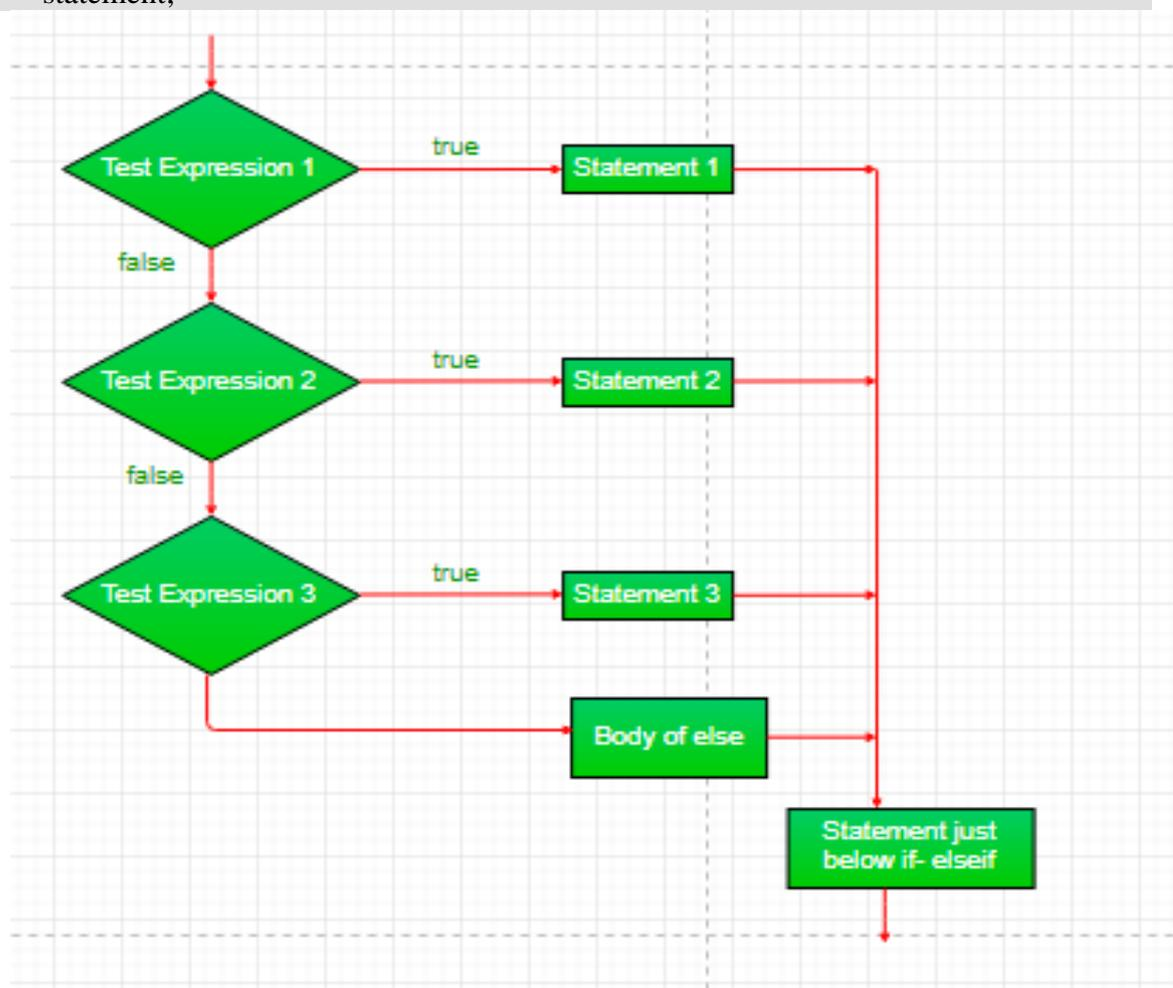 statement;
Test Expression 1
true
Statement 1
false
Test Expression 2
true
Statement 2
false
Test Expression 3
true
Statement 3
Body of else
Statement just
below if- elseif